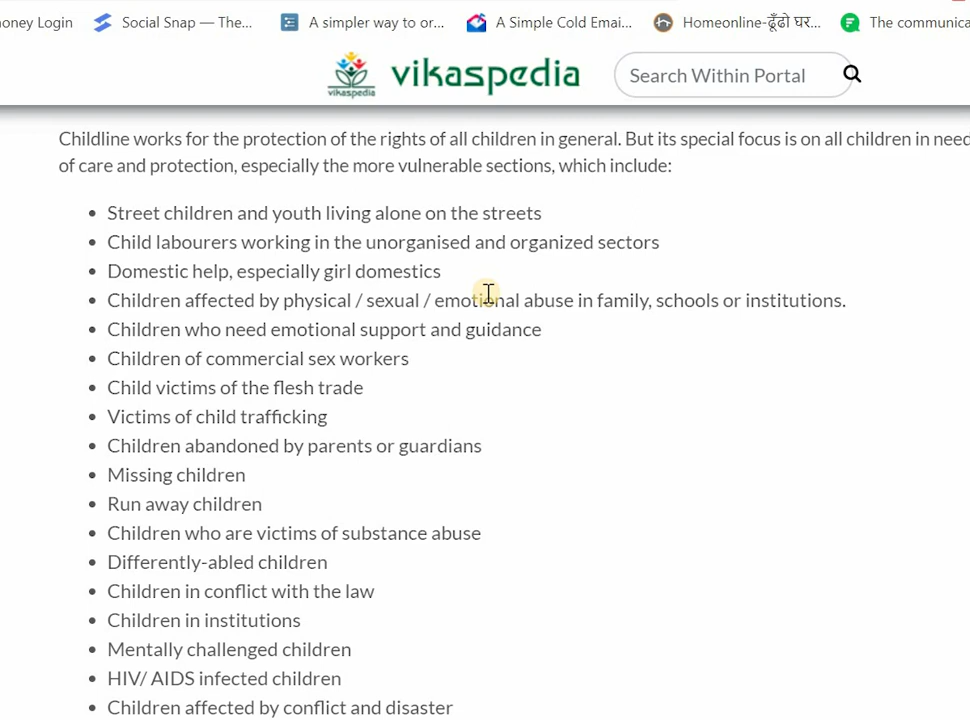 oney Login Social Snap — The... A simpler way to or... A Simple Cold Emai... Homeonline-ढूँढो घर... The communica
vikaspedia vikaspedia Search Within Portal
Childline works for the protection of the rights of all children in general. But its special focus is on all children in need
of care and protection, especially the more vulnerable sections, which include:
• Street children and youth living alone on the streets
• Child labourers working in the unorganised and organized sectors
• Domestic help, especially girl domestics
• Children affected by physical / sexual / emotional abuse in family, schools or institutions.
• Children who need emotional support and guidance
• Children of commercial sex workers
• Child victims of the flesh trade
• Victims of child trafficking
• Children abandoned by parents or guardians
• Missing children
• Run away children
• Children who are victims of substance abuse
• Differently-abled children
• Children in conflict with the law
• Children in institutions
• Mentally challenged children
• HIV/ AIDS infected children
• Children affected by conflict and disaster